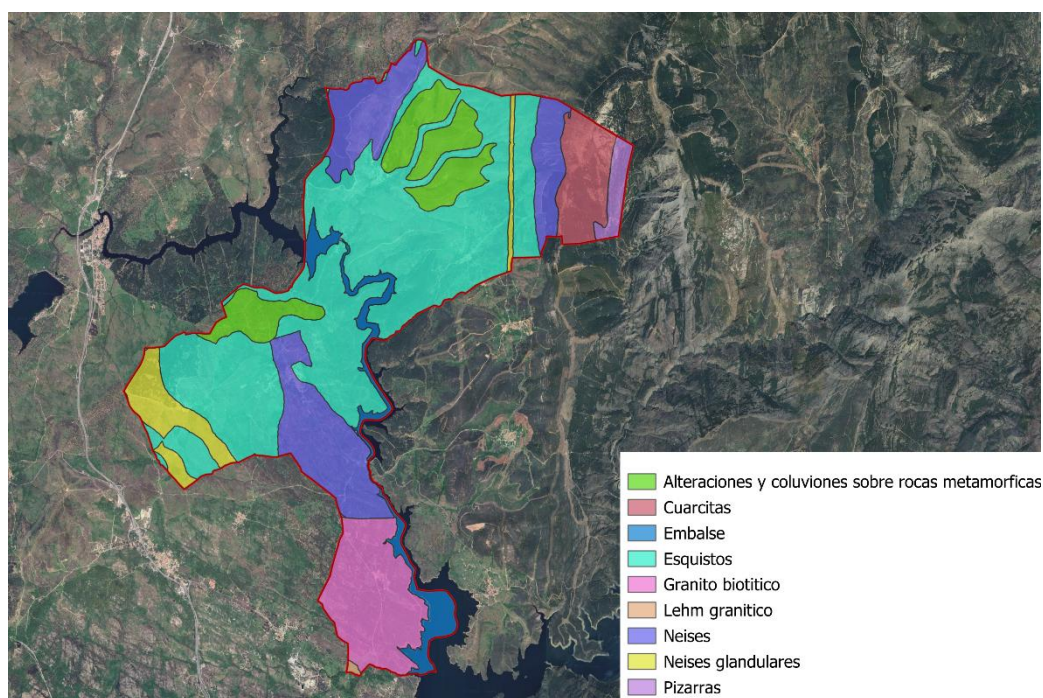 Alteraciones y coluviones sobre rocas metamorficas
Cuarcitas
Embalse
Esquistos
Granito biotitico
Lehm granitico
Neises
Neises glandulares
Pizarras